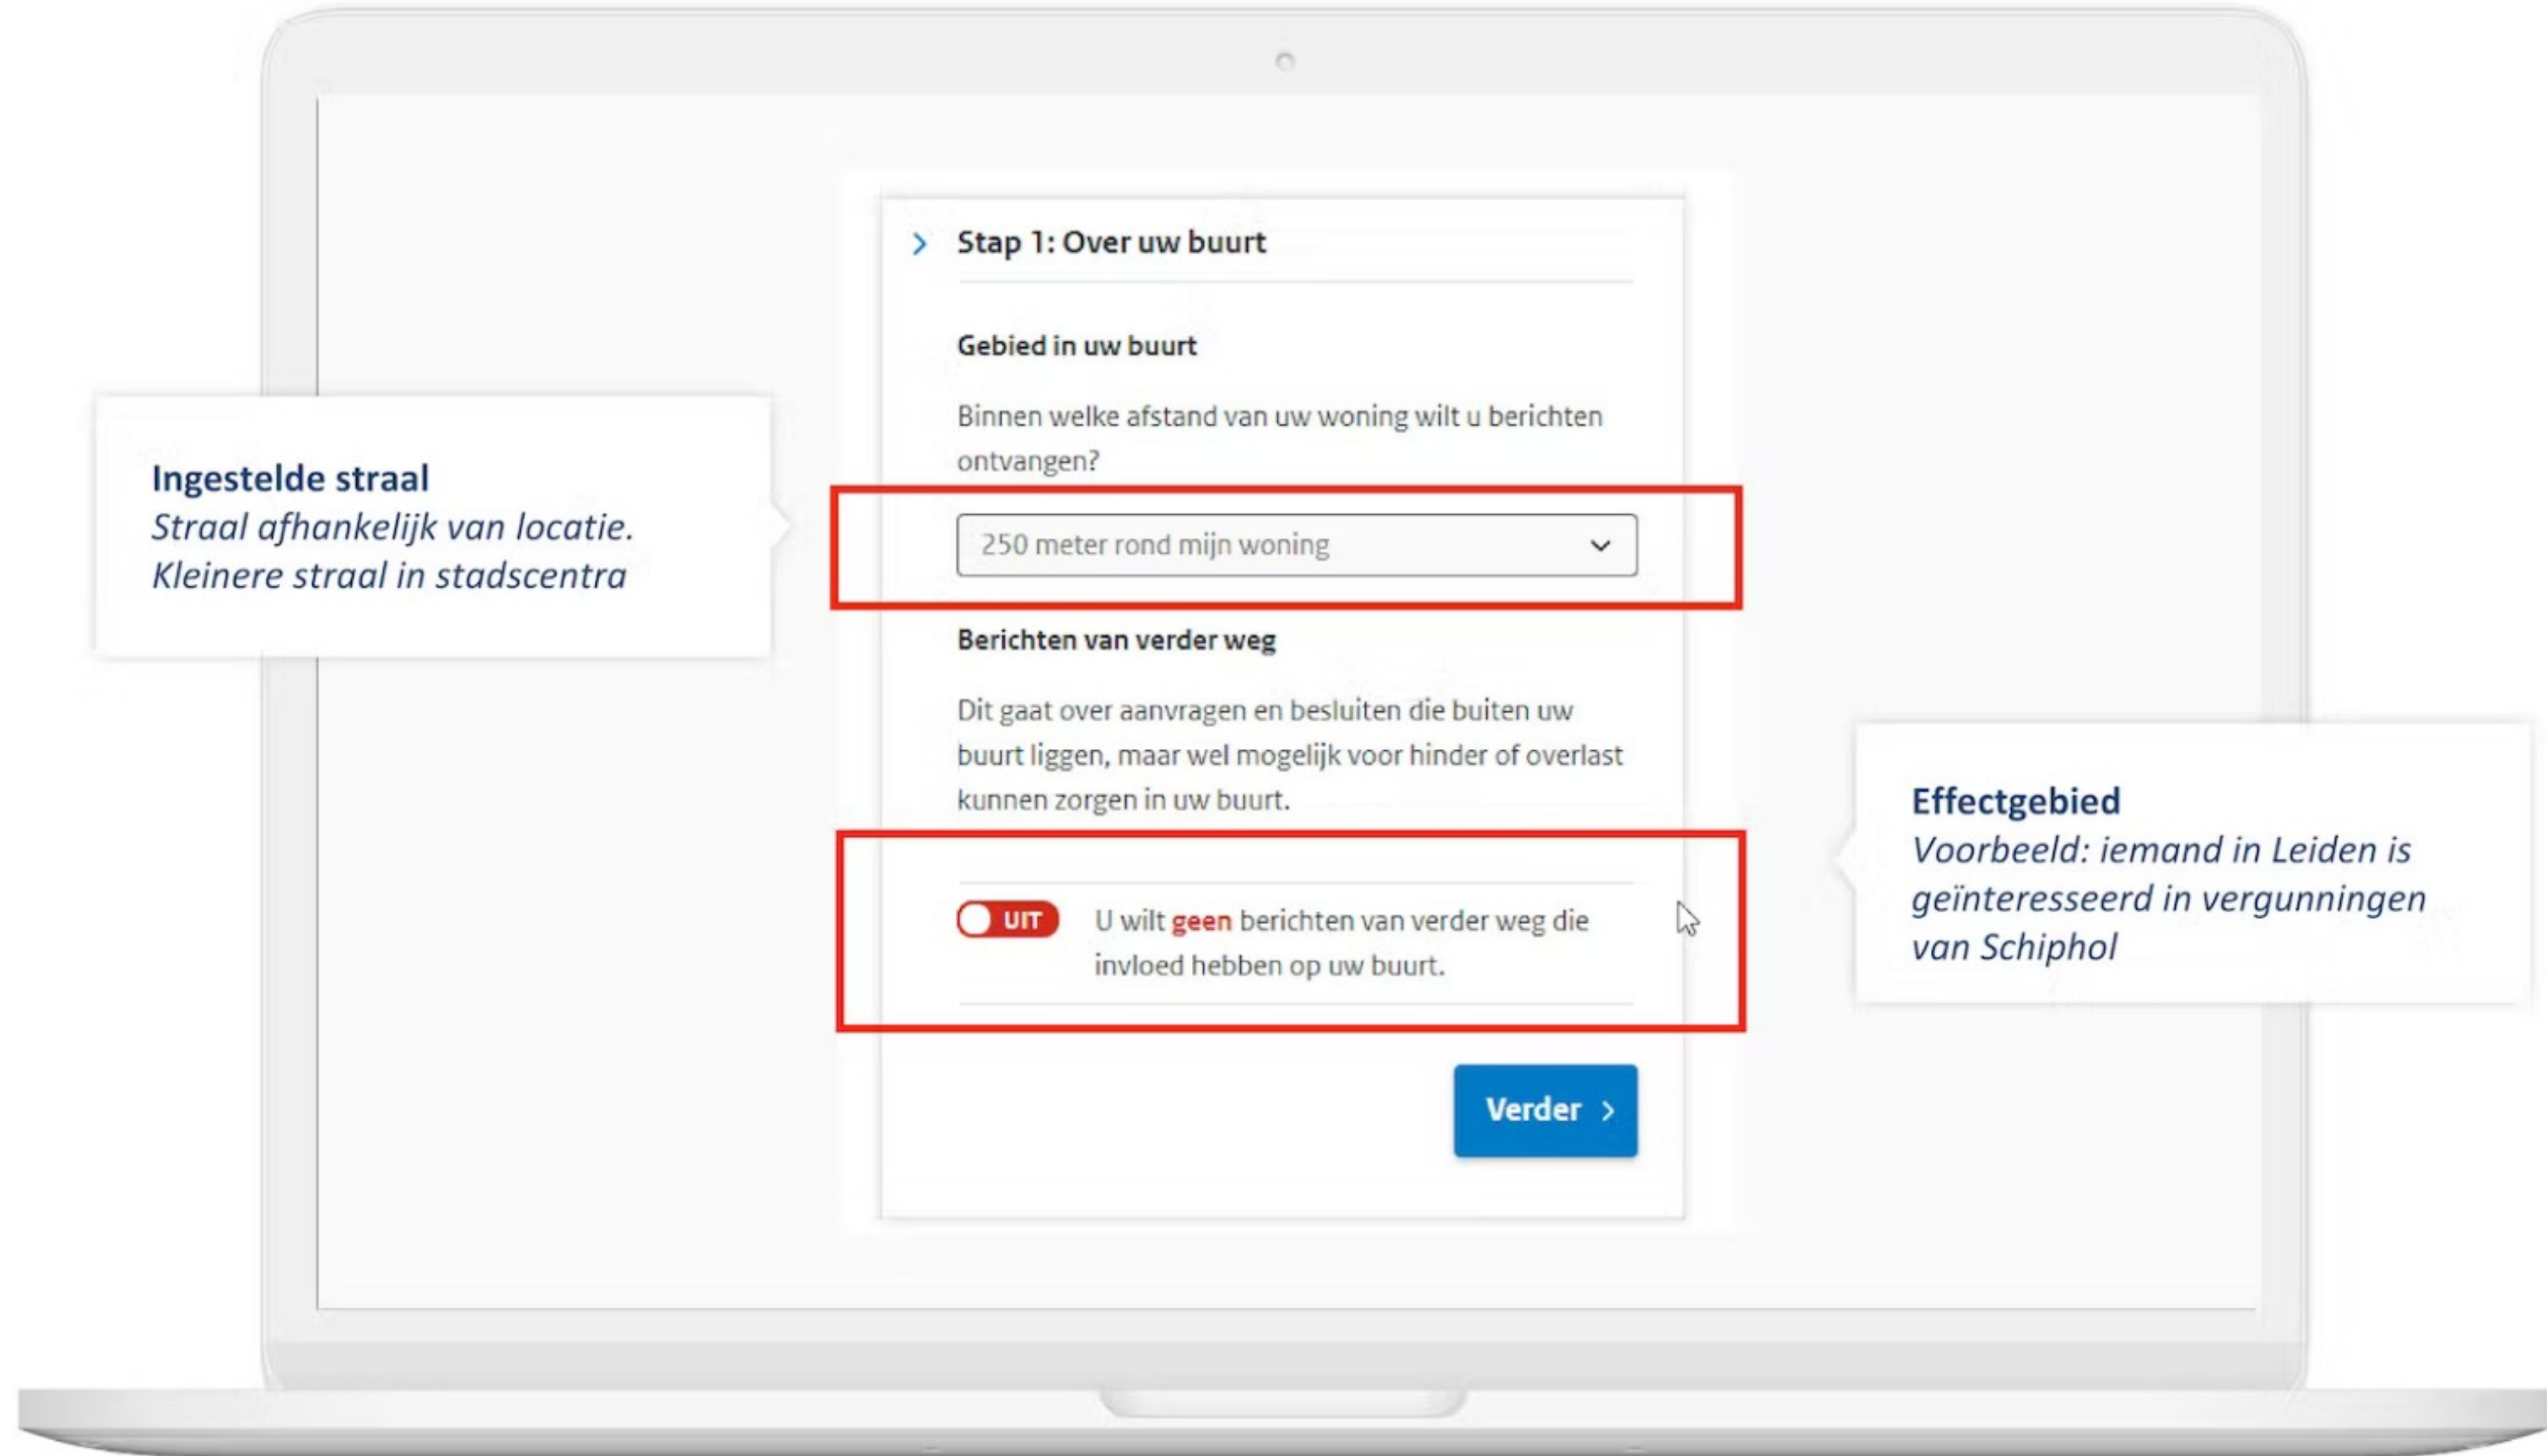 Stap 1: Over uw buurt
Gebied in uw buurt
Binnen welke afstand van uw woning wilt u berichten
ontvangen?
250 meter rond mijn woning
Ingestelde straal
Straal afhankelijk van locatie.
Kleinere straal in stadscentra
Berichten van verder weg
Dit gaat over aanvragen en besluiten die buiten uw
buurt liggen, maar wel mogelijk voor hinder of overlast
kunnen zorgen in uw buurt.
UIT U wilt geen berichten van verder weg die
invloed hebben op uw buurt.
Effectgebied
Voorbeeld: iemand in Leiden is
geïnteresseerd in vergunningen
van Schiphol
Verder